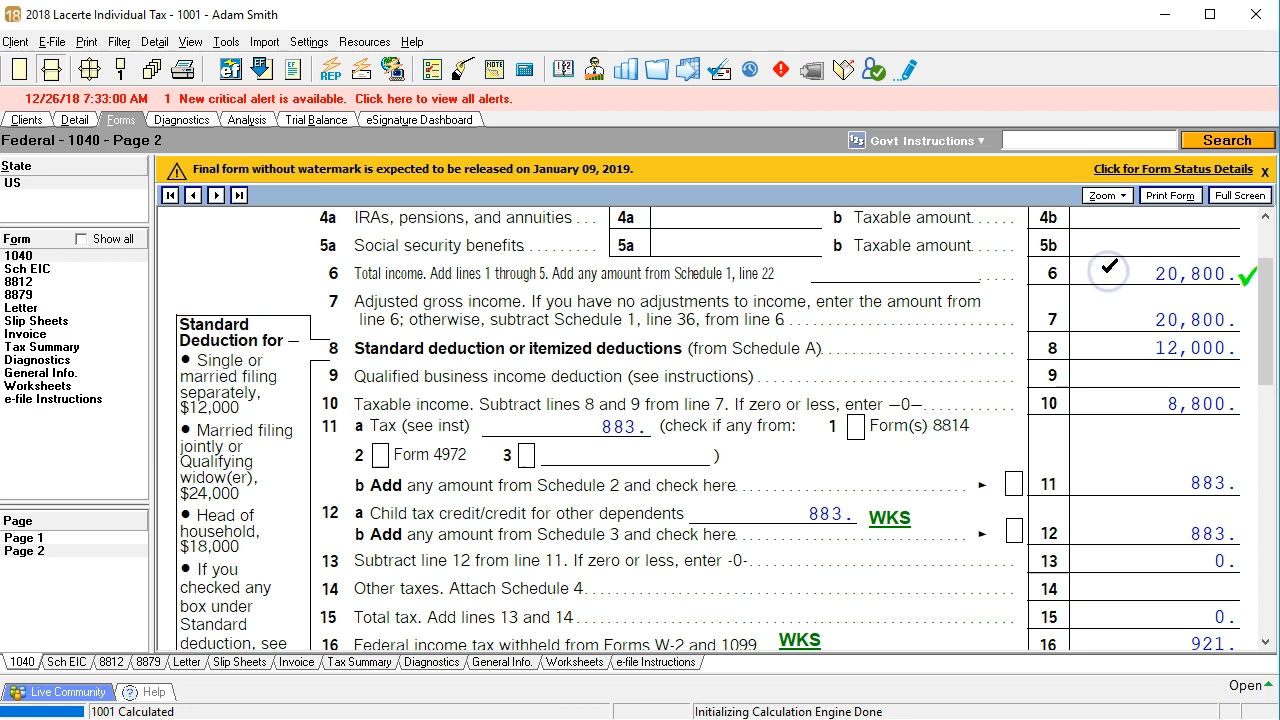 18 2018 Lacerte Individual Tax - 1001 - Adam Smith
Client E-File Print Filter Detail View Tools Import Settings Resources Help
12/26/18 7:33:00 AM 1 New critical alert is available. Click here to view all alerts.
Clients Detail Forms Diagnostics Analysis Trial Balance eSignature Dashboard
Federal - 1040 - Page 2 Govt Instructions Search
State
US
Form Show all
1040
Sch EIC
8812
8879
Letter
Slip Sheets
Invoice
Tax Summary
Diagnostics
General Info.
Worksheets
e-file Instructions
Page
Page 1
Page 2
Final form without watermark is expected to be released on January 09, 2019. Click for Form Status Details x
Zoom Print Form Full Screen
4a IRAs, pensions, and annuities . . . 4a b Taxable amount . . . . . . 4b
5a Social security benefits . . . . . . . . . 5a b Taxable amount . . . . . . 5b
6 Total income. Add lines 1 through 5. Add any amount from Schedule 1, line 22 . . . . . 6 20,800.
7 Adjusted gross income. If you have no adjustments to income, enter the amount from
line 6; otherwise, subtract Schedule 1, line 36, from line 6 . . . . . 7 20,800.
Standard
Deduction for —
● Single or
married filing
separately,
$12,000
● Married filing
jointly or
Qualifying
widow(er),
$24,000
● Head of
household,
$18,000
● If you
checked any
box under
Standard
deduction, see
8 Standard deduction or itemized deductions (from Schedule A) . . . . . 8 12,000.
9 Qualified business income deduction (see instructions) . . . . . 9
10 Taxable income. Subtract lines 8 and 9 from line 7. If zero or less, enter —0— . . . . . 10 8,800.
11 a Tax (see inst) 883. (check if any from: 1 Form(s) 8814
2 Form 4972 3 )
b Add any amount from Schedule 2 and check here . . . . . ► 11 883.
12 a Child tax credit/credit for other dependents 883. WKS
b Add any amount from Schedule 3 and check here . . . . . ► 12 883.
13 Subtract line 12 from line 11. If zero or less, enter -0- . . . . . 13 0.
14 Other taxes. Attach Schedule 4 . . . . . 14
15 Total tax. Add lines 13 and 14 . . . . . 15 0.
16 Federal income tax withheld from Forms W-2 and 1099 WKS 16 921.
1040 Sch EIC 8812 8879 Letter Slip Sheets Invoice Tax Summary Diagnostics General Info. Worksheets e-file Instructions
Live Community Help Open
1001 Calculated Initializing Calculation Engine Done